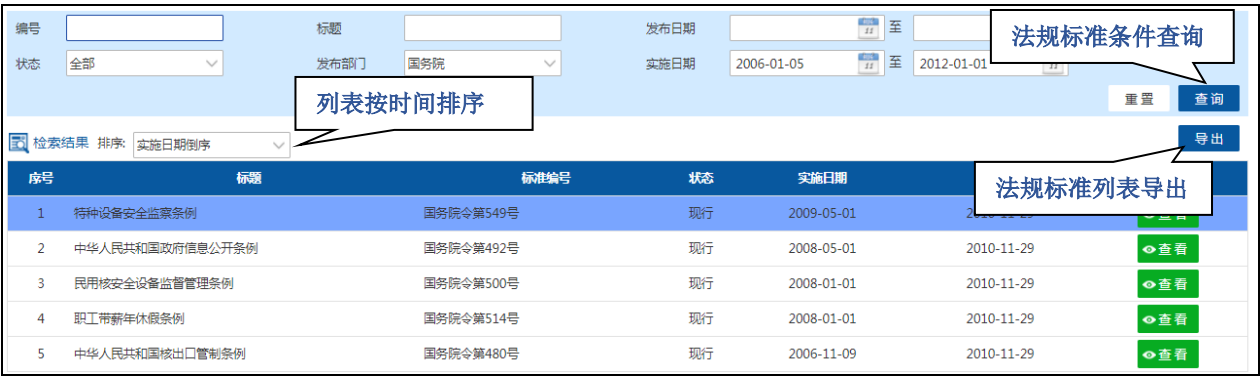 编号 标题 发布日期 至
法规标准条件查询
状态 全部 发布部门 国务院 实施日期 2006-01-05 至 2012-01-01
重置 查询
列表按时间排序
检索结果 排序: 实施日期倒序 导出
序号 标题 标准编号 状态 实施日期
法规标准列表导出
1 特种设备安全监察条例 国务院令第549号 现行 2009-05-01 查看
2 中华人民共和国政府信息公开条例 国务院令第492号 现行 2008-05-01 2010-11-29 查看
3 民用核安全设备监督管理条例 国务院令第500号 现行 2008-01-01 2010-11-29 查看
4 职工带薪年休假条例 国务院令第514号 现行 2008-01-01 2010-11-29 查看
5 中华人民共和国核出口管制条例 国务院令第480号 现行 2006-11-09 2010-11-29 查看